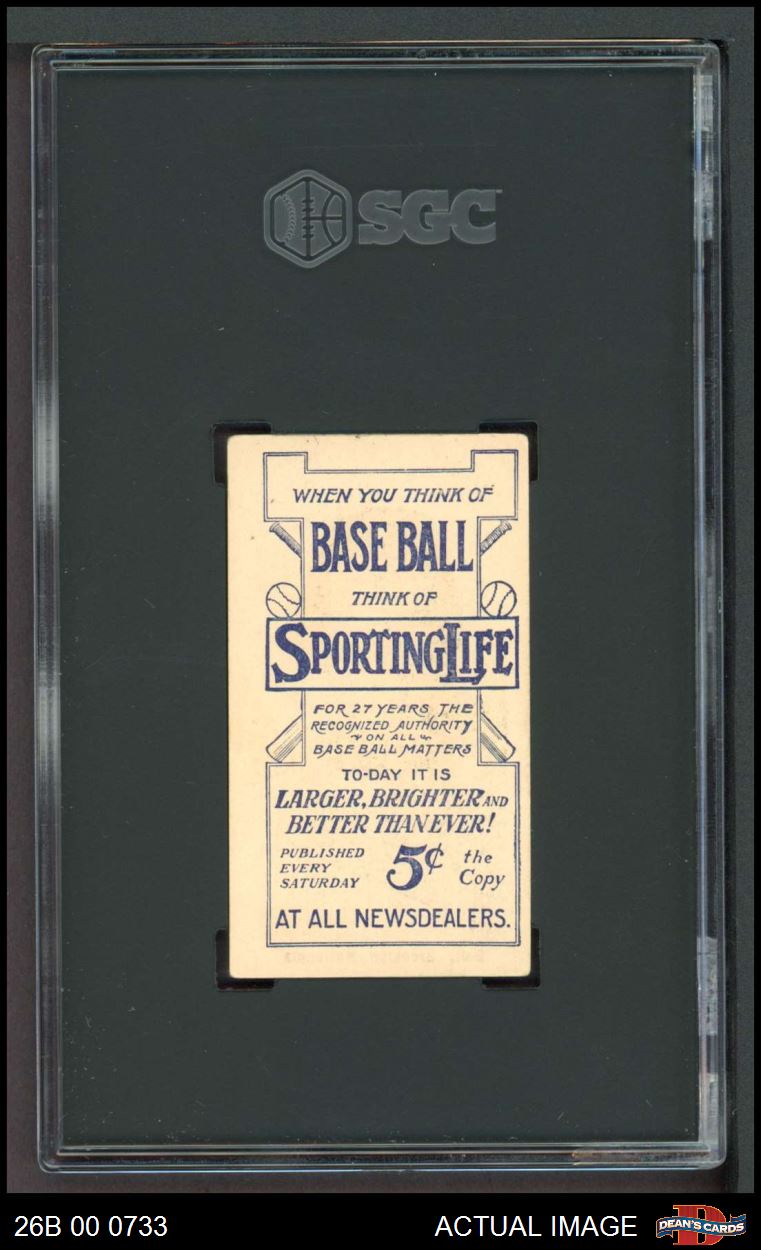 SGC
WHEN YOU THINK OF
BASE BALL
THINK OF
SPORTING LIFE
FOR 27 YEARS THE
RECOGNIZED AUTHORITY
ON ALL
BASE BALL MATTERS
TO-DAY IT IS
LARGER, BRIGHTER AND
BETTER THAN EVER!
PUBLISHED EVERY SATURDAY 5¢ the Copy
AT ALL NEWSDEALERS.
26B 00 0733 ACTUAL IMAGE DEAN'S CARDS